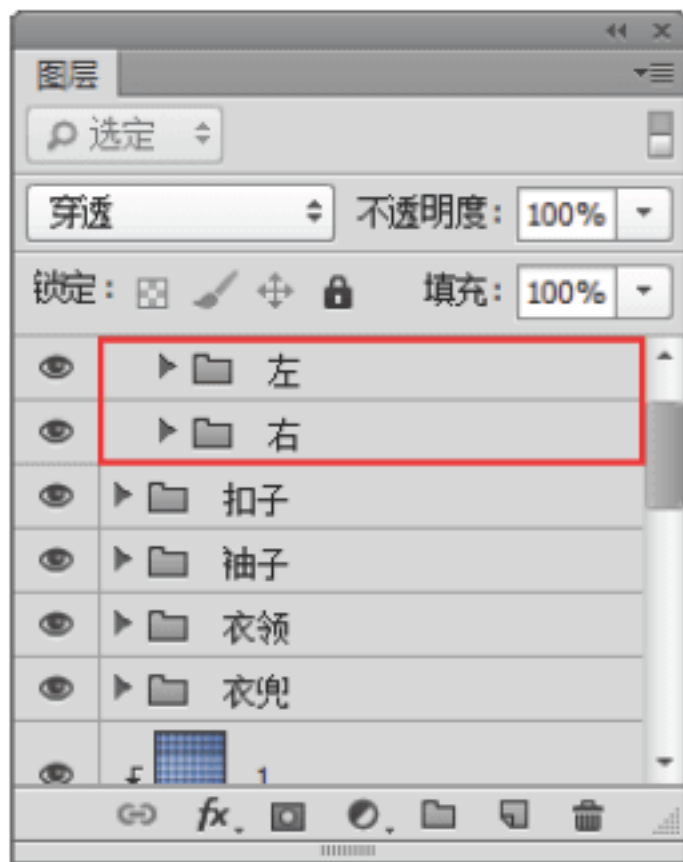 图层
选定
穿透 不透明度： 100%
锁定： 填充： 100%
左
右
扣子
袖子
衣领
衣兜
1
fx.